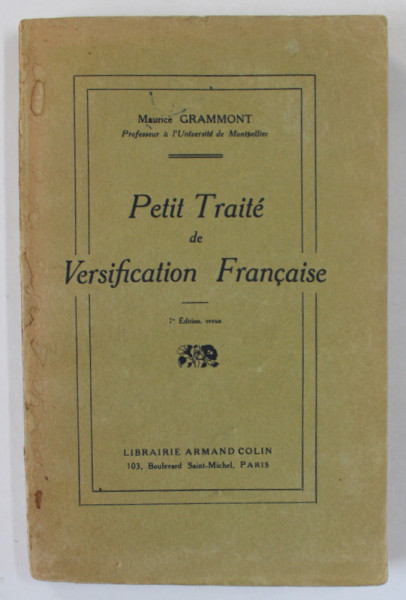 Maurice GRAMMONT
Professeur à l'Université de Montpellier
Petit Traité
de
Versification Française
7e Édition, revue
LIBRAIRIE ARMAND COLIN
103, Boulevard Saint-Michel, PARIS